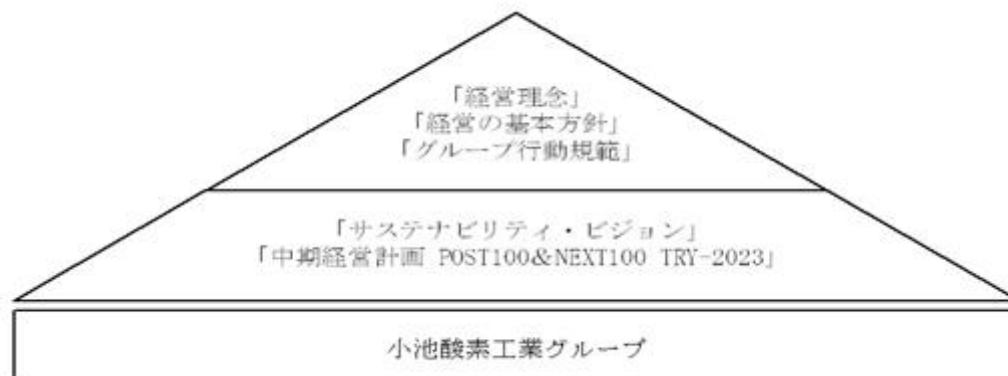 「経営理念」
「経営の基本方針」
「グループ行動規範」
「サステナビリティ・ビジョン」
「中期経営計画 POST100&NEXT100 TRY-2023」
小池酸素工業グループ